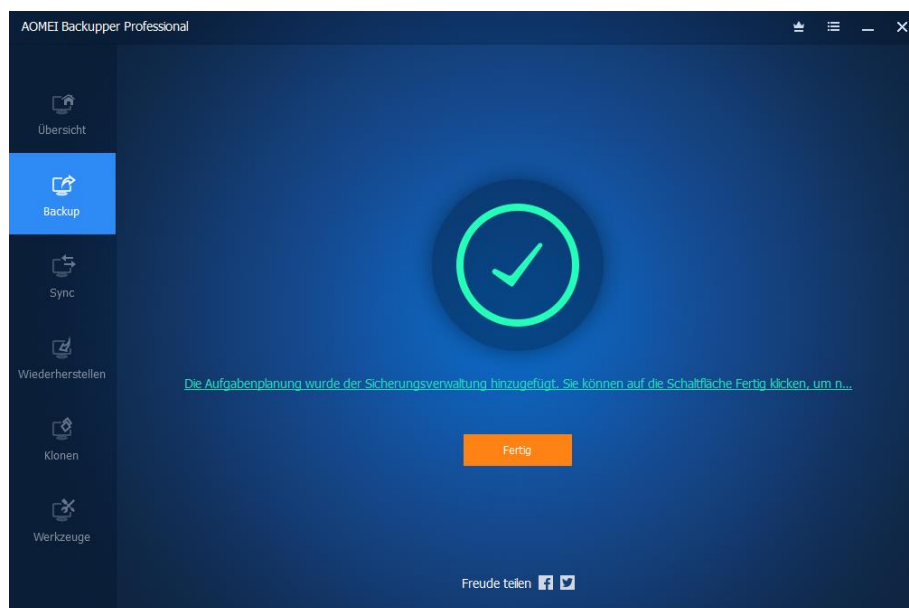 AOMEI Backupper Professional
Übersicht
Backup
Sync
Wiederherstellen
Klonen
Werkzeuge
Die Aufgabenplanung wurde der Sicherungsverwaltung hinzugefügt. Sie können auf die Schaltfläche Fertig klicken, um n...
Fertig
Freude teilen